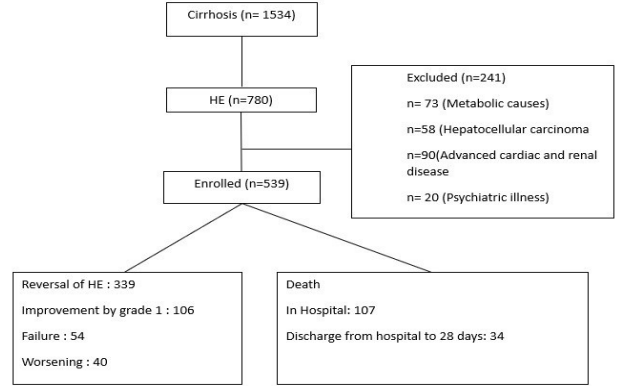 Cirrhosis (n= 1534)
HE (n=780)
Excluded (n=241)
n= 73 (Metabolic causes)
n=58 (Hepatocellular carcinoma
n=90(Advanced cardiac and renal
disease
n= 20 (Psychiatric illness)
Enrolled (n=539)
Reversal of HE : 339
Improvement by grade 1 : 106
Failure : 54
Worsening : 40
Death
In Hospital: 107
Discharge from hospital to 28 days: 34